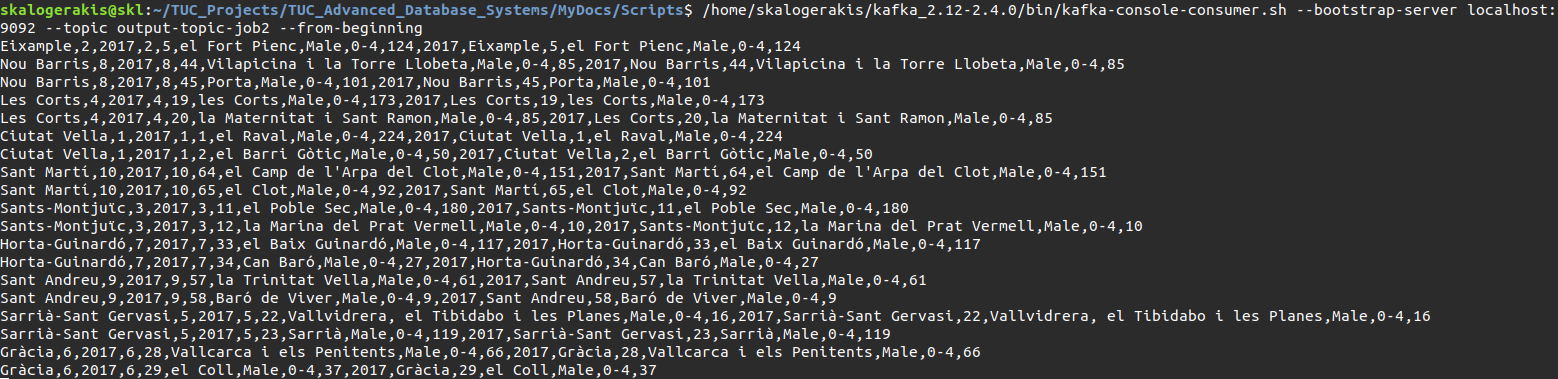 skalogerakis@skl:~/TUC_Projects/TUC_Advanced_Database_Systems/MyDocs/Scripts$ /home/skalogerakis/kafka_2.12-2.4.0/bin/kafka-console-consumer.sh --bootstrap-server localhost:
9092 --topic output-topic-job2 --from-beginning
Eixample,2,2017,2,5,el Fort Pienc,Male,0-4,124,2017,Eixample,5,el Fort Pienc,Male,0-4,124
Nou Barris,8,2017,8,44,Vilapicina i la Torre Llobeta,Male,0-4,85,2017,Nou Barris,44,Vilapicina i la Torre Llobeta,Male,0-4,85
Nou Barris,8,2017,8,45,Porta,Male,0-4,101,2017,Nou Barris,45,Porta,Male,0-4,101
Les Corts,4,2017,4,19,les Corts,Male,0-4,173,2017,Les Corts,19,les Corts,Male,0-4,173
Les Corts,4,2017,4,20,la Maternitat i Sant Ramon,Male,0-4,85,2017,Les Corts,20,la Maternitat i Sant Ramon,Male,0-4,85
Ciutat Vella,1,2017,1,1,el Raval,Male,0-4,224,2017,Ciutat Vella,1,el Raval,Male,0-4,224
Ciutat Vella,1,2017,1,2,el Barri Gòtic,Male,0-4,50,2017,Ciutat Vella,2,el Barri Gòtic,Male,0-4,50
Sant Martí,10,2017,10,64,el Camp de l'Arpa del Clot,Male,0-4,151,2017,Sant Martí,64,el Camp de l'Arpa del Clot,Male,0-4,151
Sant Martí,10,2017,10,65,el Clot,Male,0-4,92,2017,Sant Martí,65,el Clot,Male,0-4,92
Sants-Montjuïc,3,2017,3,11,el Poble Sec,Male,0-4,180,2017,Sants-Montjuïc,11,el Poble Sec,Male,0-4,180
Sants-Montjuïc,3,2017,3,12,la Marina del Prat Vermell,Male,0-4,10,2017,Sants-Montjuïc,12,la Marina del Prat Vermell,Male,0-4,10
Horta-Guinardó,7,2017,7,33,el Baix Guinardó,Male,0-4,117,2017,Horta-Guinardó,33,el Baix Guinardó,Male,0-4,117
Horta-Guinardó,7,2017,7,34,Can Baró,Male,0-4,27,2017,Horta-Guinardó,34,Can Baró,Male,0-4,27
Sant Andreu,9,2017,9,57,la Trinitat Vella,Male,0-4,61,2017,Sant Andreu,57,la Trinitat Vella,Male,0-4,61
Sant Andreu,9,2017,9,58,Baró de Viver,Male,0-4,9,2017,Sant Andreu,58,Baró de Viver,Male,0-4,9
Sarrià-Sant Gervasi,5,2017,5,22,Vallvidrera, el Tibidabo i les Planes,Male,0-4,16,2017,Sarrià-Sant Gervasi,22,Vallvidrera, el Tibidabo i les Planes,Male,0-4,16
Sarrià-Sant Gervasi,5,2017,5,23,Sarrià,Male,0-4,119,2017,Sarrià-Sant Gervasi,23,Sarrià,Male,0-4,119
Gràcia,6,2017,6,28,Vallcarca i els Penitents,Male,0-4,66,2017,Gràcia,28,Vallcarca i els Penitents,Male,0-4,66
Gràcia,6,2017,6,29,el Coll,Male,0-4,37,2017,Gràcia,29,el Coll,Male,0-4,37